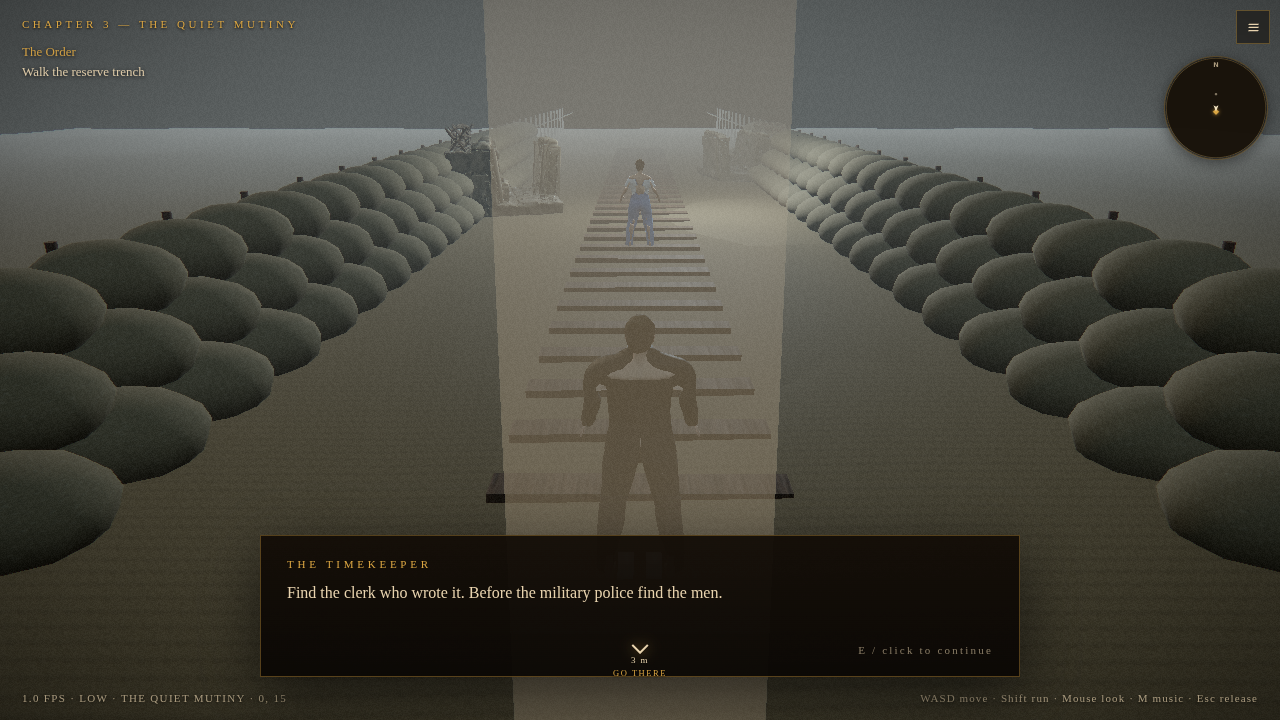 CHAPTER 3 — THE QUIET MUTINY
The Order
Walk the reserve trench
N
THE TIMEKEEPER
Find the clerk who wrote it. Before the military police find the men.
3 m
GO THERE
E / click to continue
1.0 FPS · LOW · THE QUIET MUTINY · 0, 15
WASD move · Shift run · Mouse look · M music · Esc release